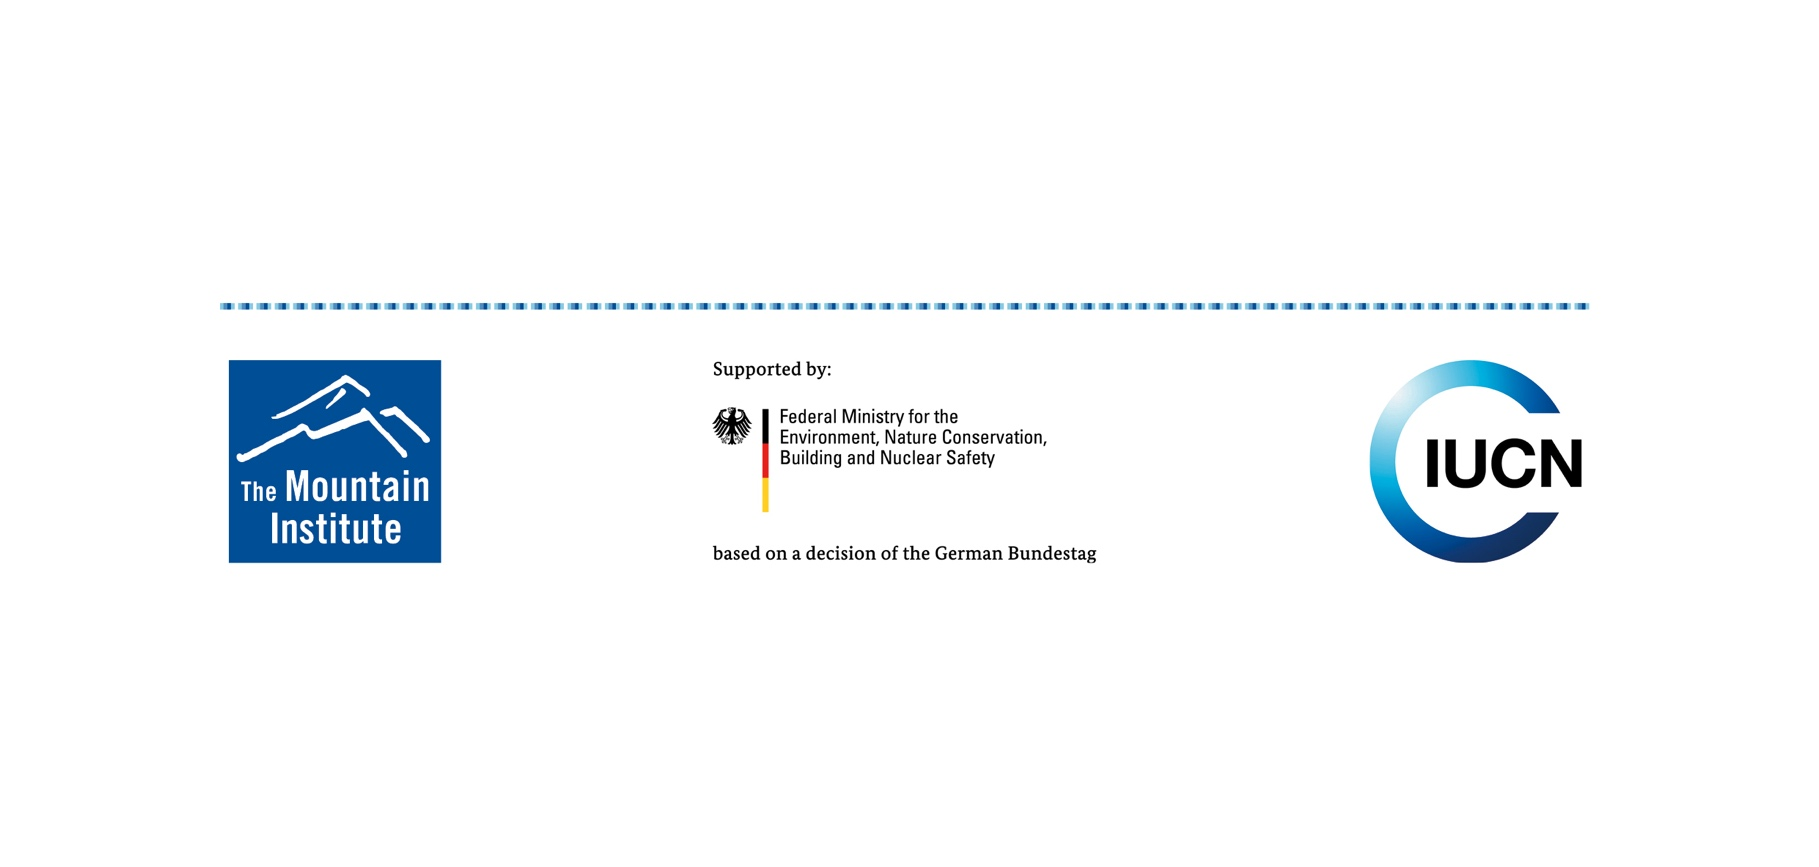 The Mountain
Institute
Supported by:
Federal Ministry for the
Environment, Nature Conservation,
Building and Nuclear Safety
based on a decision of the German Bundestag
IUCN